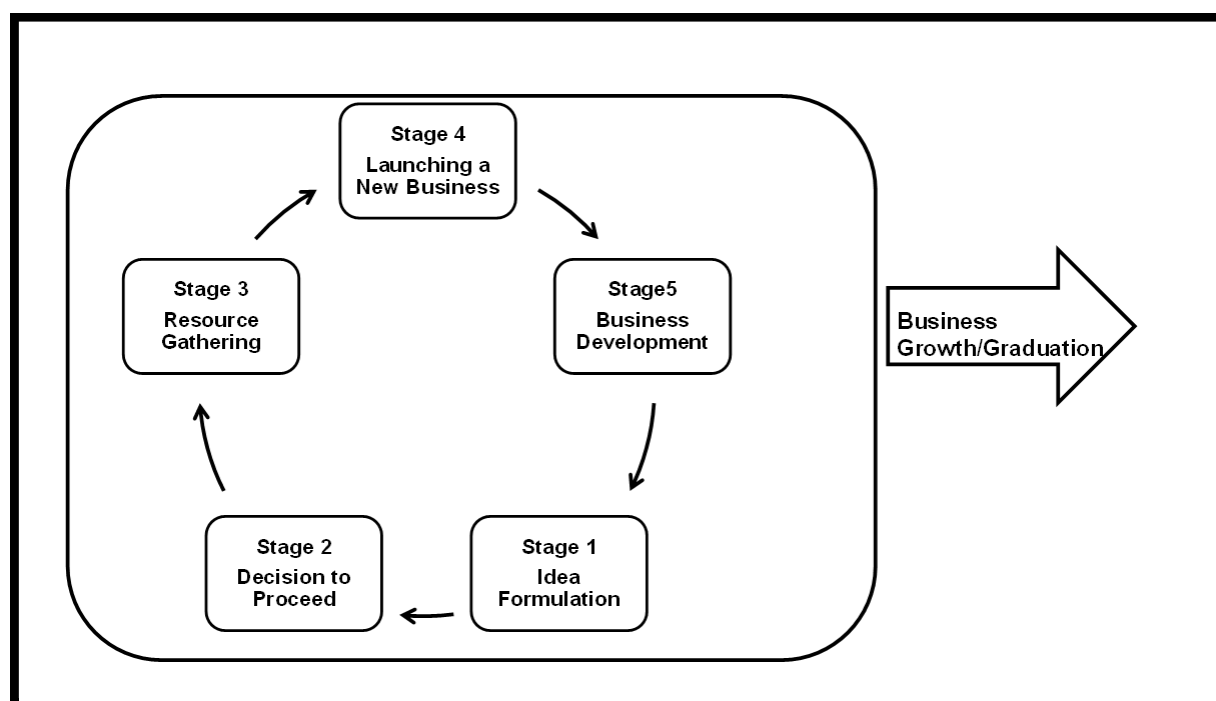 Stage 4
Launching a
New Business
Stage 3
Resource
Gathering
Stage5
Business
Development
Business
Growth/Graduation
Stage 2
Decision to
Proceed
Stage 1
Idea
Formulation